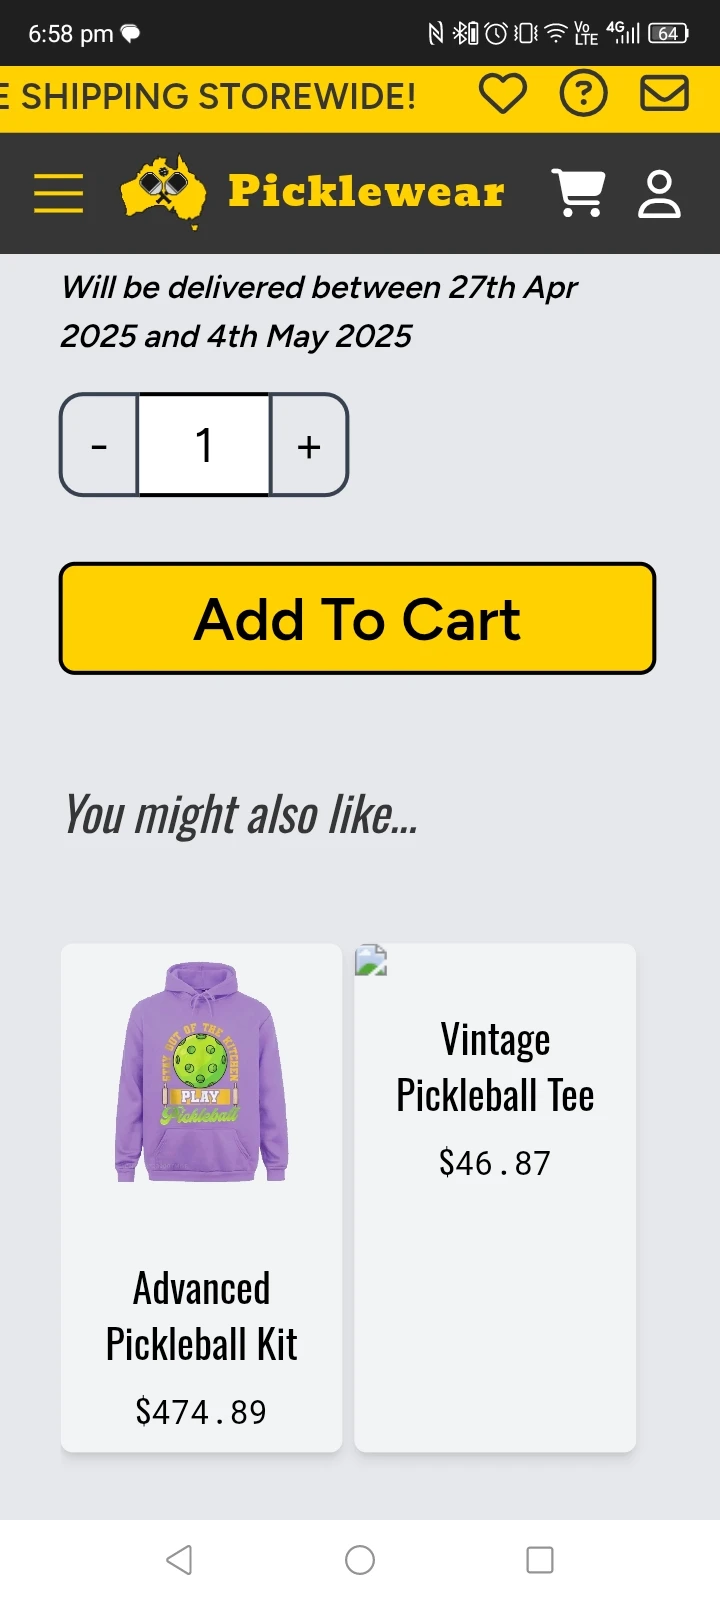 6:58 pm
Vo LTE 4G 64
E SHIPPING STOREWIDE!
Picklewear
Will be delivered between 27th Apr
2025 and 4th May 2025
- 1 +
Add To Cart
You might also like...
STAY OUT OF THE KITCHEN
PLAY
Pickleball
Advanced
Pickleball Kit
$474.89
Vintage
Pickleball Tee
$46.87